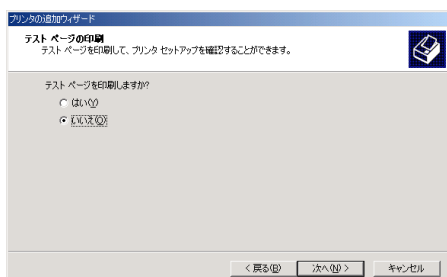 プリンタの追加ウィザード
テスト ページの印刷
テスト ページを印刷して、プリンタ セットアップを確認することができます。
テスト ページを印刷しますか?
はい(Y)
いいえ(O)
< 戻る(B)
次へ(N) >
キャンセル